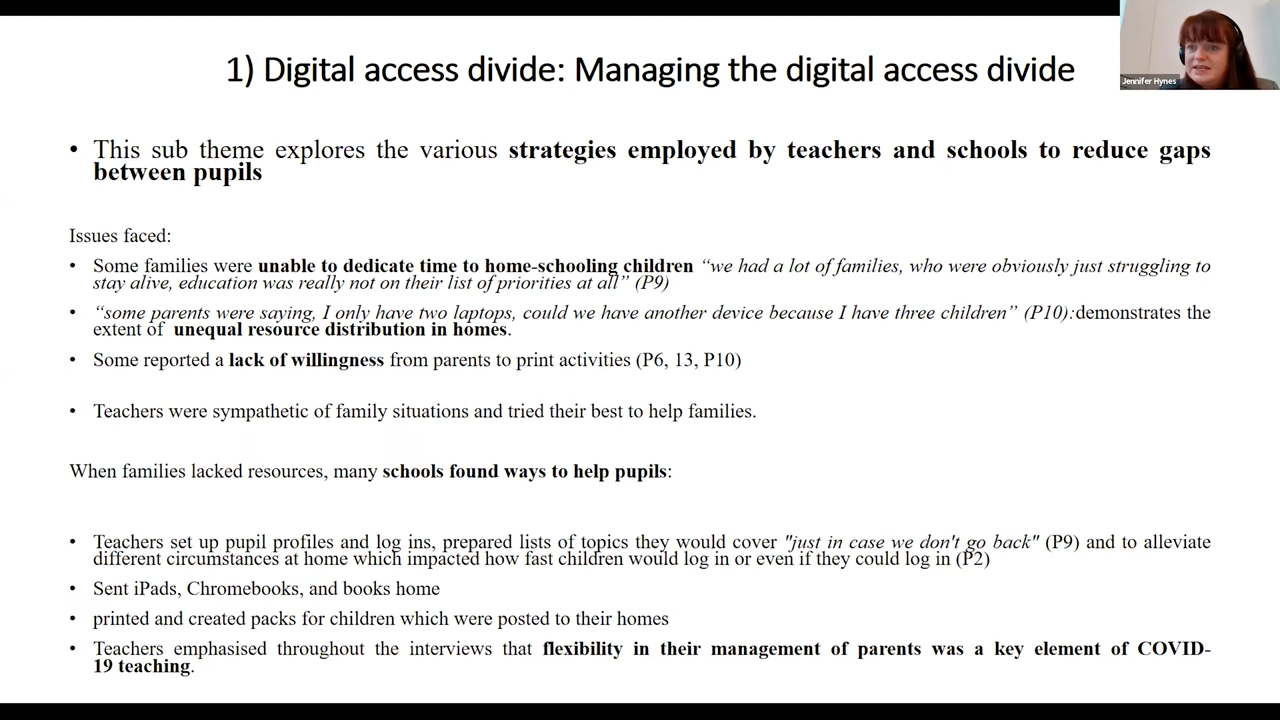 1) Digital access divide: Managing the digital access divide
Jennifer Hynes
• This sub theme explores the various strategies employed by teachers and schools to reduce gaps
between pupils
Issues faced:
• Some families were unable to dedicate time to home-schooling children “we had a lot of families, who were obviously just struggling to
stay alive, education was really not on their list of priorities at all” (P9)
• “some parents were saying, I only have two laptops, could we have another device because I have three children” (P10):demonstrates the
extent of unequal resource distribution in homes.
• Some reported a lack of willingness from parents to print activities (P6, 13, P10)
• Teachers were sympathetic of family situations and tried their best to help families.
When families lacked resources, many schools found ways to help pupils:
• Teachers set up pupil profiles and log ins, prepared lists of topics they would cover "just in case we don't go back" (P9) and to alleviate
different circumstances at home which impacted how fast children would log in or even if they could log in (P2)
• Sent iPads, Chromebooks, and books home
• printed and created packs for children which were posted to their homes
• Teachers emphasised throughout the interviews that flexibility in their management of parents was a key element of COVID-
19 teaching.